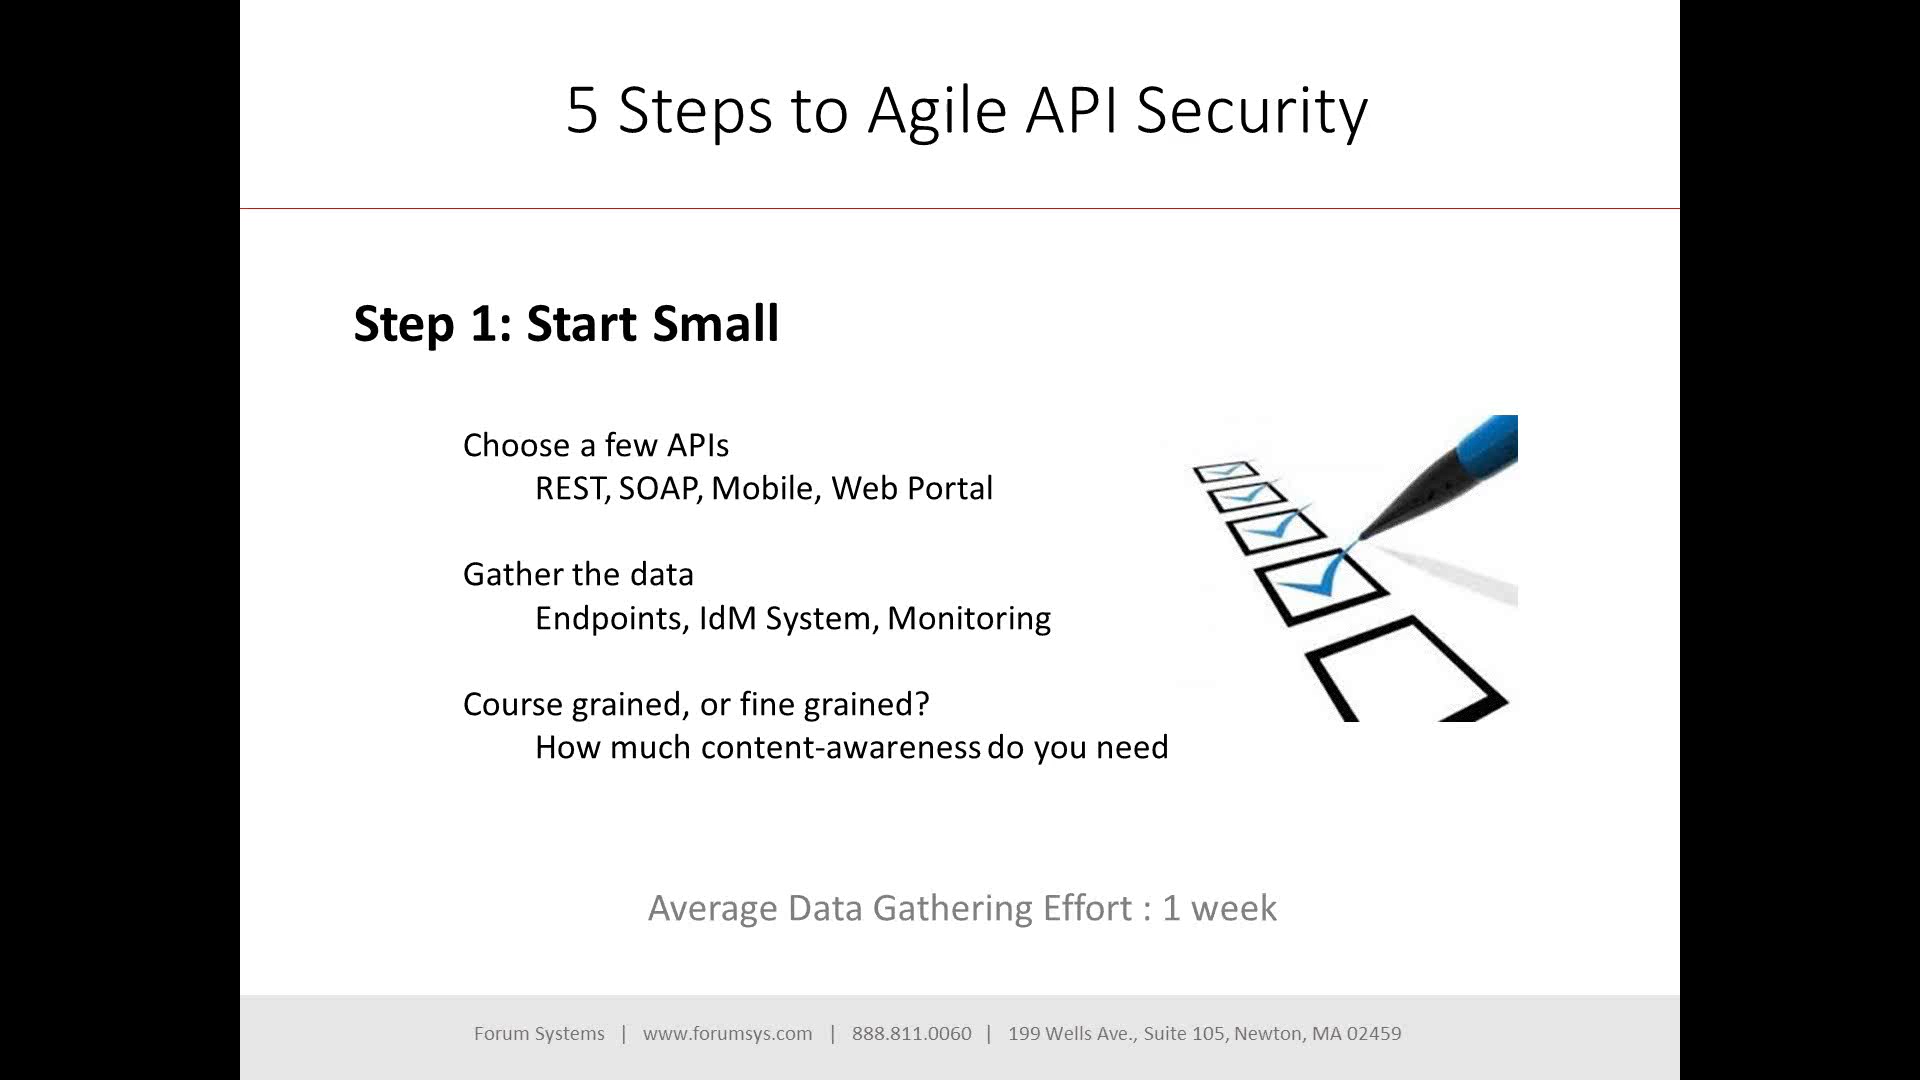 5 Steps to Agile API Security
Step 1: Start Small
Choose a few APIs
REST, SOAP, Mobile, Web Portal
Gather the data
Endpoints, IdM System, Monitoring
Course grained, or fine grained?
How much content-awareness do you need
Average Data Gathering Effort : 1 week
Forum Systems | www.forumsys.com | 888.811.0060 | 199 Wells Ave., Suite 105, Newton, MA 02459